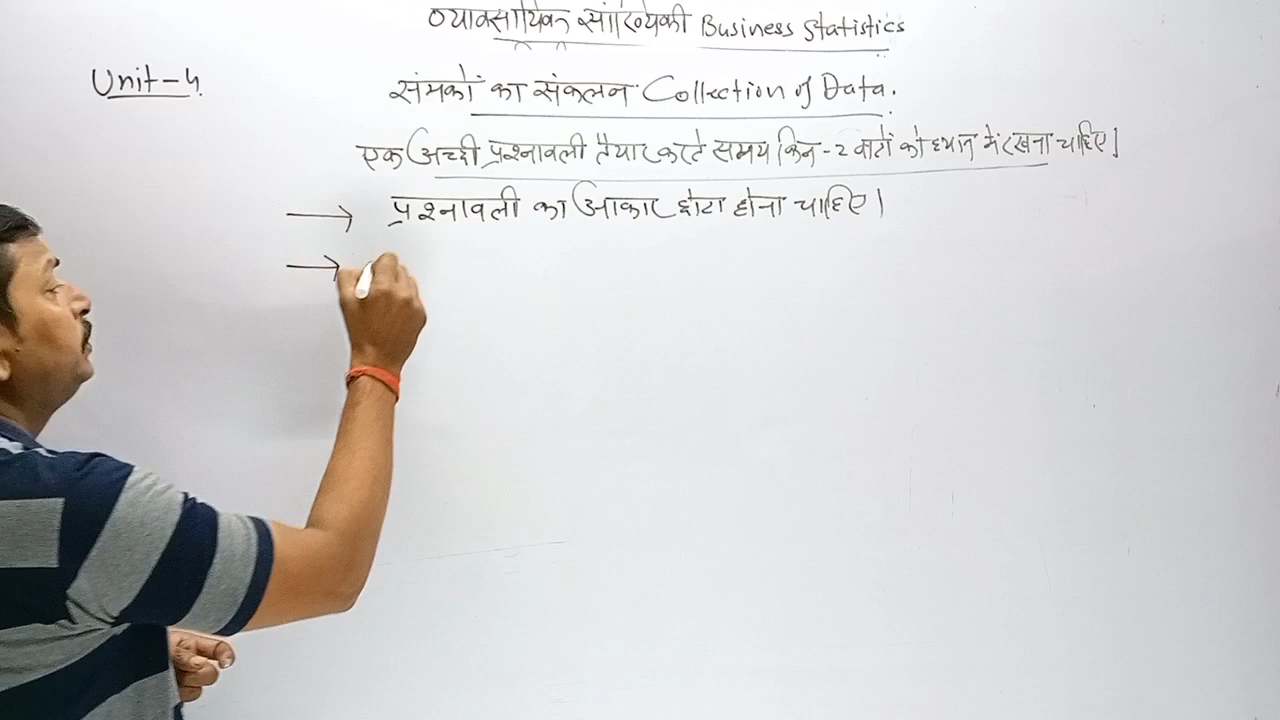 व्यावसायिक सांख्यिकी Business Statistics
Unit-4
संमकों का संकलन Collection of Data.
एक अच्छी प्रश्नावली तैयार करते समय किन-2 बातों को ध्यान में रखना चाहिए।
→ प्रश्नावली का आकार छोटा होना चाहिए।
→